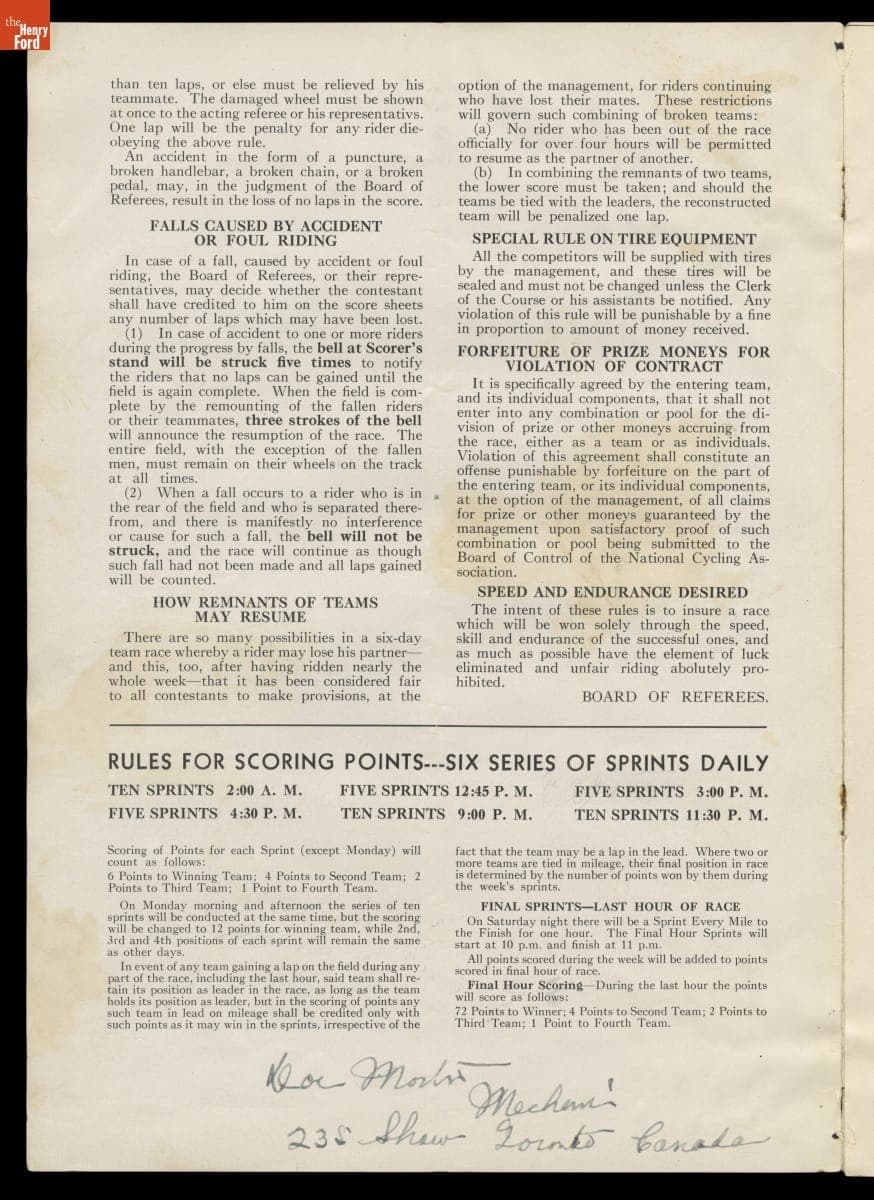 the
Henry
Ford
than ten laps, or else must be relieved by his
teammate. The damaged wheel must be shown
at once to the acting referee or his representativs.
One lap will be the penalty for any rider dis-
obeying the above rule.
An accident in the form of a puncture, a
broken handlebar, a broken chain, or a broken
pedal, may, in the judgment of the Board of
Referees, result in the loss of no laps in the score.
FALLS CAUSED BY ACCIDENT
OR FOUL RIDING
In case of a fall, caused by accident or foul
riding, the Board of Referees, or their repre-
sentatives, may decide whether the contestant
shall have credited to him on the score sheets
any number of laps which may have been lost.
(1) In case of accident to one or more riders
during the progress by falls, the bell at Scorer's
stand will be struck five times to notify
the riders that no laps can be gained until the
field is again complete. When the field is com-
plete by the remounting of the fallen riders
or their teammates, three strokes of the bell
will announce the resumption of the race. The
entire field, with the exception of the fallen
men, must remain on their wheels on the track
at all times.
(2) When a fall occurs to a rider who is in
the rear of the field and who is separated there-
from, and there is manifestly no interference
or cause for such a fall, the bell will not be
struck, and the race will continue as though
such fall had not been made and all laps gained
will be counted.
HOW REMNANTS OF TEAMS
MAY RESUME
There are so many possibilities in a six-day
team race whereby a rider may lose his partner—
and this, too, after having ridden nearly the
whole week—that it has been considered fair
to all contestants to make provisions, at the
option of the management, for riders continuing
who have lost their mates. These restrictions
will govern such combining of broken teams:
(a) No rider who has been out of the race
officially for over four hours will be permitted
to resume as the partner of another.
(b) In combining the remnants of two teams,
the lower score must be taken; and should the
teams be tied with the leaders, the reconstructed
team will be penalized one lap.
SPECIAL RULE ON TIRE EQUIPMENT
All the competitors will be supplied with tires
by the management, and these tires will be
sealed and must not be changed unless the Clerk
of the Course or his assistants be notified. Any
violation of this rule will be punishable by a fine
in proportion to amount of money received.
FORFEITURE OF PRIZE MONEYS FOR
VIOLATION OF CONTRACT
It is specifically agreed by the entering team,
and its individual components, that it shall not
enter into any combination or pool for the di-
vision of prize or other moneys accruing from
the race, either as a team or as individuals.
Violation of this agreement shall constitute an
offense punishable by forfeiture on the part of
the entering team, or its individual components,
at the option of the management, of all claims
for prize or other moneys guaranteed by the
management upon satisfactory proof of such
combination or pool being submitted to the
Board of Control of the National Cycling As-
sociation.
SPEED AND ENDURANCE DESIRED
The intent of these rules is to insure a race
which will be won solely through the speed,
skill and endurance of the successful ones, and
as much as possible have the element of luck
eliminated and unfair riding abolutely pro-
hibited.
BOARD OF REFEREES.
RULES FOR SCORING POINTS---SIX SERIES OF SPRINTS DAILY
TEN SPRINTS 2:00 A. M. FIVE SPRINTS 12:45 P. M. FIVE SPRINTS 3:00 P. M.
FIVE SPRINTS 4:30 P. M. TEN SPRINTS 9:00 P. M. TEN SPRINTS 11:30 P. M.
Scoring of Points for each Sprint (except Monday) will
count as follows:
6 Points to Winning Team; 4 Points to Second Team; 2
Points to Third Team; 1 Point to Fourth Team.
On Monday morning and afternoon the series of ten
sprints will be conducted at the same time, but the scoring
will be changed to 12 points for winning team, while 2nd,
3rd and 4th positions of each sprint will remain the same
as other days.
In event of any team gaining a lap on the field during any
part of the race, including the last hour, said team shall re-
tain its position as leader in the race, as long as the team
holds its position as leader, but in the scoring of points any
such team in lead on mileage shall be credited only with
such points as it may win in the sprints, irrespective of the
fact that the team may be a lap in the lead. Where two or
more teams are tied in mileage, their final position in race
is determined by the number of points won by them during
the week's sprints.
FINAL SPRINTS—LAST HOUR OF RACE
On Saturday night there will be a Sprint Every Mile to
the Finish for one hour. The Final Hour Sprints will
start at 10 p.m. and finish at 11 p.m.
All points scored during the week will be added to points
scored in final hour of race.
Final Hour Scoring—During the last hour the points
will score as follows:
72 Points to Winner; 4 Points to Second Team; 2 Points to
Third Team; 1 Point to Fourth Team.
Shaw Toronto Canada